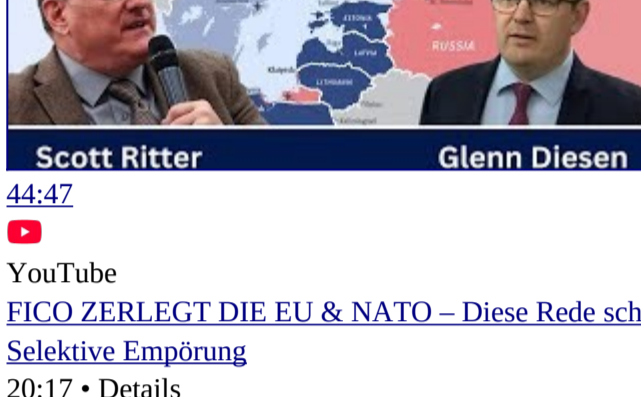 ESTONIA
LATVIA
RUSSIA
LITHUANIA
Scott Ritter
Glenn Diesen
44:47
YouTube
FICO ZERLEGT DIE EU & NATO – Diese Rede sch
Selektive Empörung
20:17 • Details